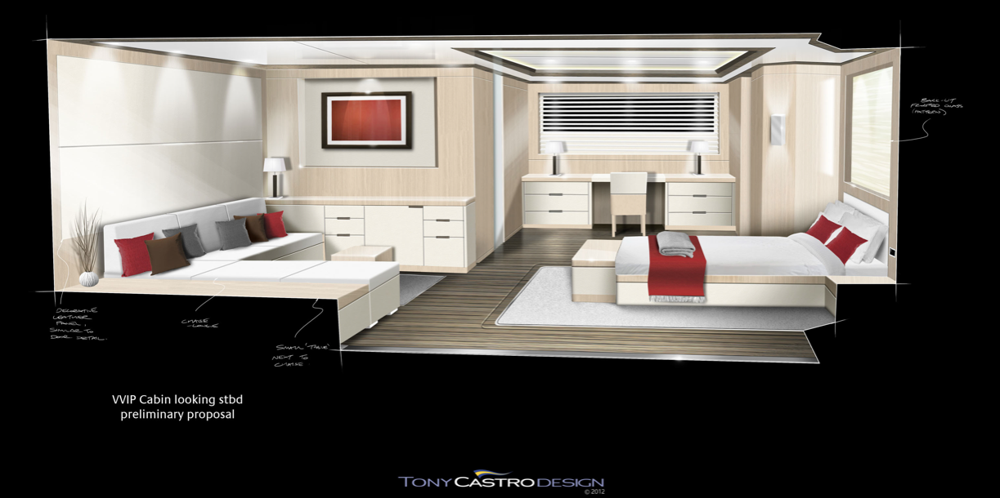 BACK-LIT
FROSTED GLASS
(PATTERN)
DECORATIVE
LEATHER
PANEL,
SIMILAR TO
DOOR DETAIL.
CHAISE
-LONGUE
SMALL 'TABLE'
NEXT TO
CHAISE
VVIP Cabin looking stbd
preliminary proposal
TONY CASTRO DESIGN
© 2012